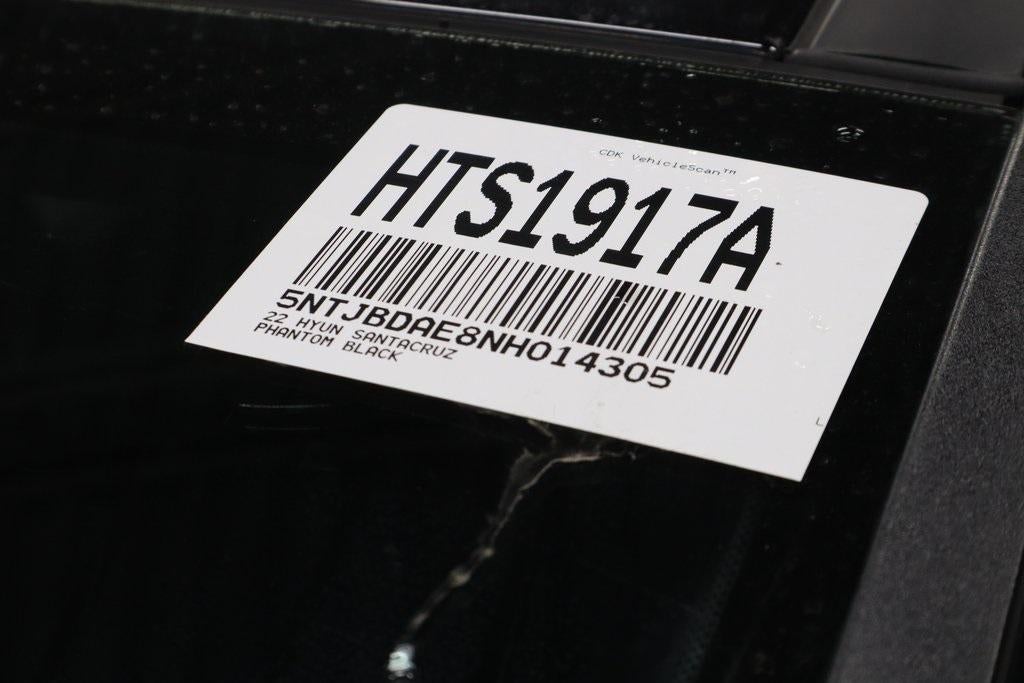 CDK VehicleScan™
HTS1917A
5NTJBDAE8NH014305
22 HYUN SANTACRUZ
PHANTOM BLACK
L